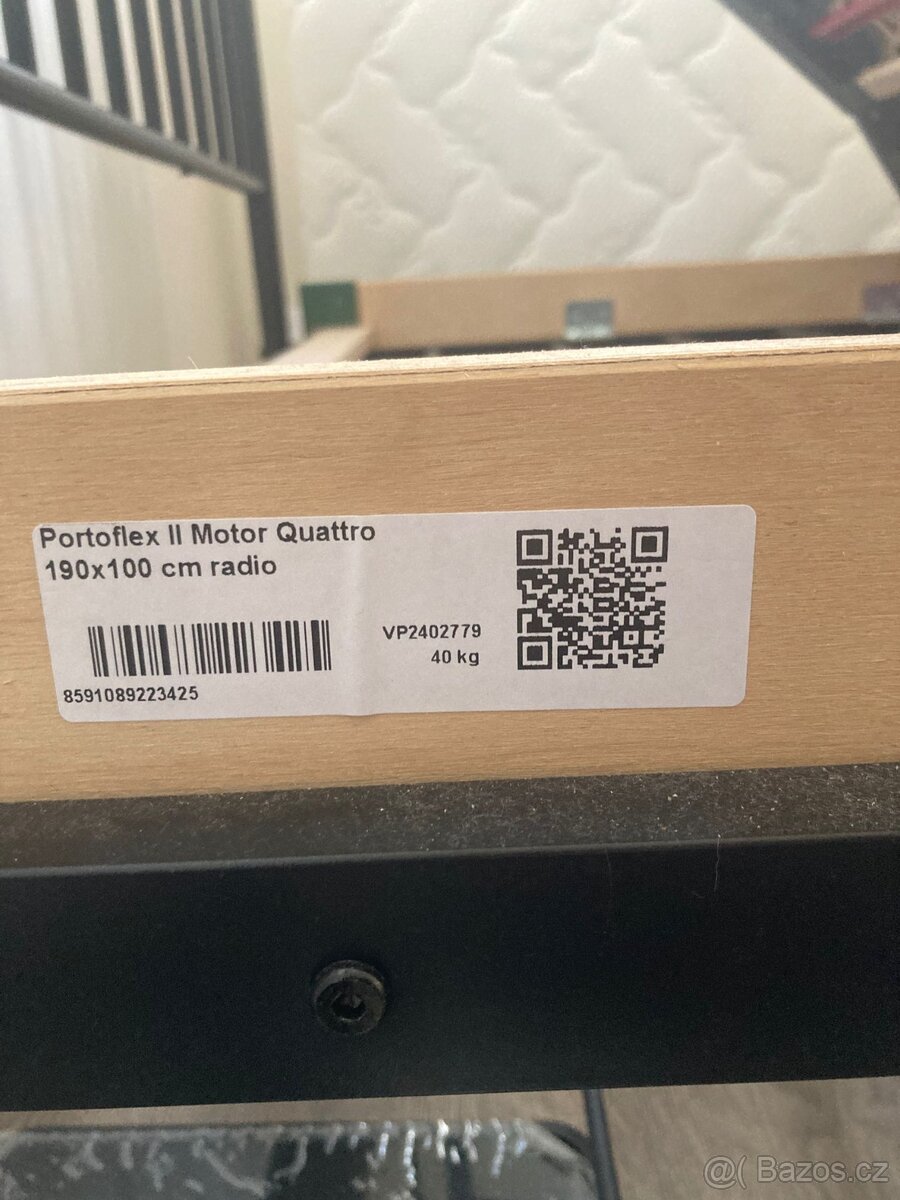 Portoflex II Motor Quattro
190x100 cm radio
VP2402779
40 kg
8591089223425
@( Bazos.cz